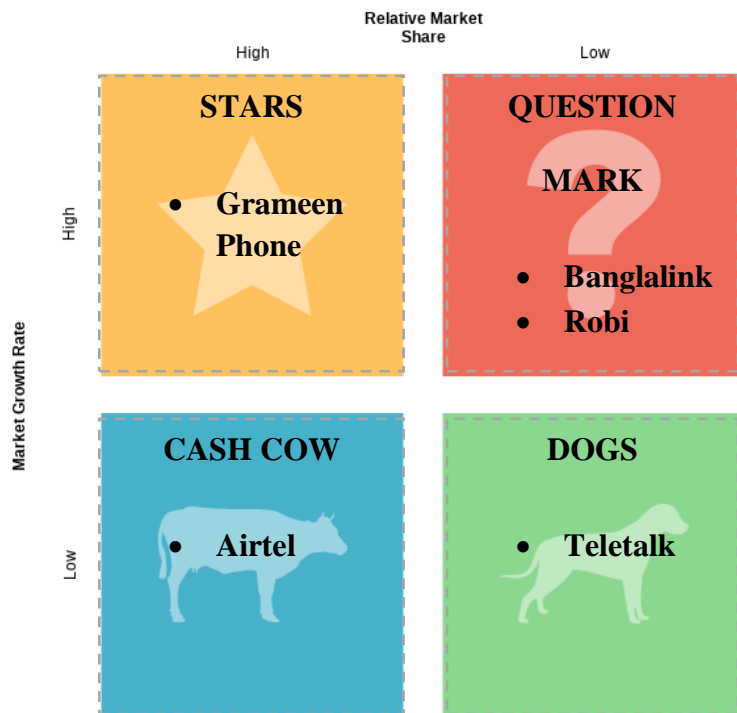 Relative Market
Share
High
Low
STARS
• Grameen
Phone
QUESTION
MARK
• Banglalink
• Robi
High
Market Growth Rate
CASH COW
• Airtel
DOGS
• Teletalk
Low